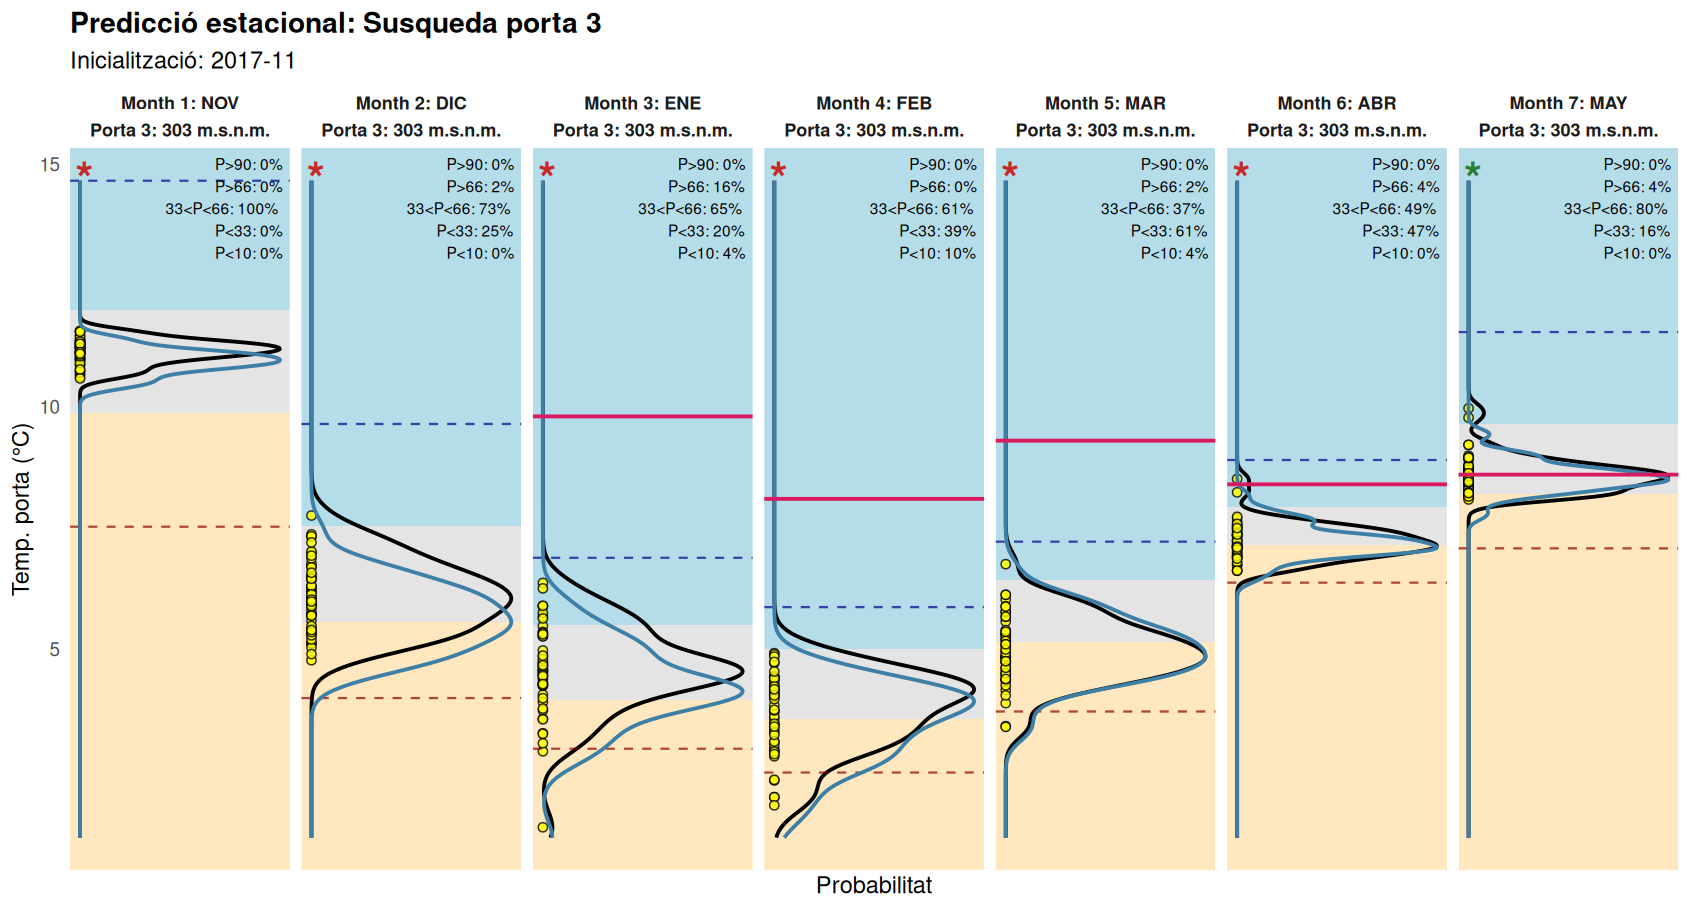 Predicció estacional: Susqueda porta 3
Inicialització: 2017-11
Month 1: NOV
Porta 3: 303 m.s.n.m.
Month 2: DIC
Porta 3: 303 m.s.n.m.
Month 3: ENE
Porta 3: 303 m.s.n.m.
Month 4: FEB
Porta 3: 303 m.s.n.m.
Month 5: MAR
Porta 3: 303 m.s.n.m.
Month 6: ABR
Porta 3: 303 m.s.n.m.
Month 7: MAY
Porta 3: 303 m.s.n.m.
Temp. porta (°C)
15
10
5
*
P>90: 0%
P>66: 0%
33<P<66: 100%
P<33: 0%
P<10: 0%
*
P>90: 0%
P>66: 2%
33<P<66: 73%
P<33: 25%
P<10: 0%
*
P>90: 0%
P>66: 16%
33<P<66: 65%
P<33: 20%
P<10: 4%
*
P>90: 0%
P>66: 0%
33<P<66: 61%
P<33: 39%
P<10: 10%
*
P>90: 0%
P>66: 2%
33<P<66: 37%
P<33: 61%
P<10: 4%
*
P>90: 0%
P>66: 4%
33<P<66: 49%
P<33: 47%
P<10: 0%
*
P>90: 0%
P>66: 4%
33<P<66: 80%
P<33: 16%
P<10: 0%
Probabilitat